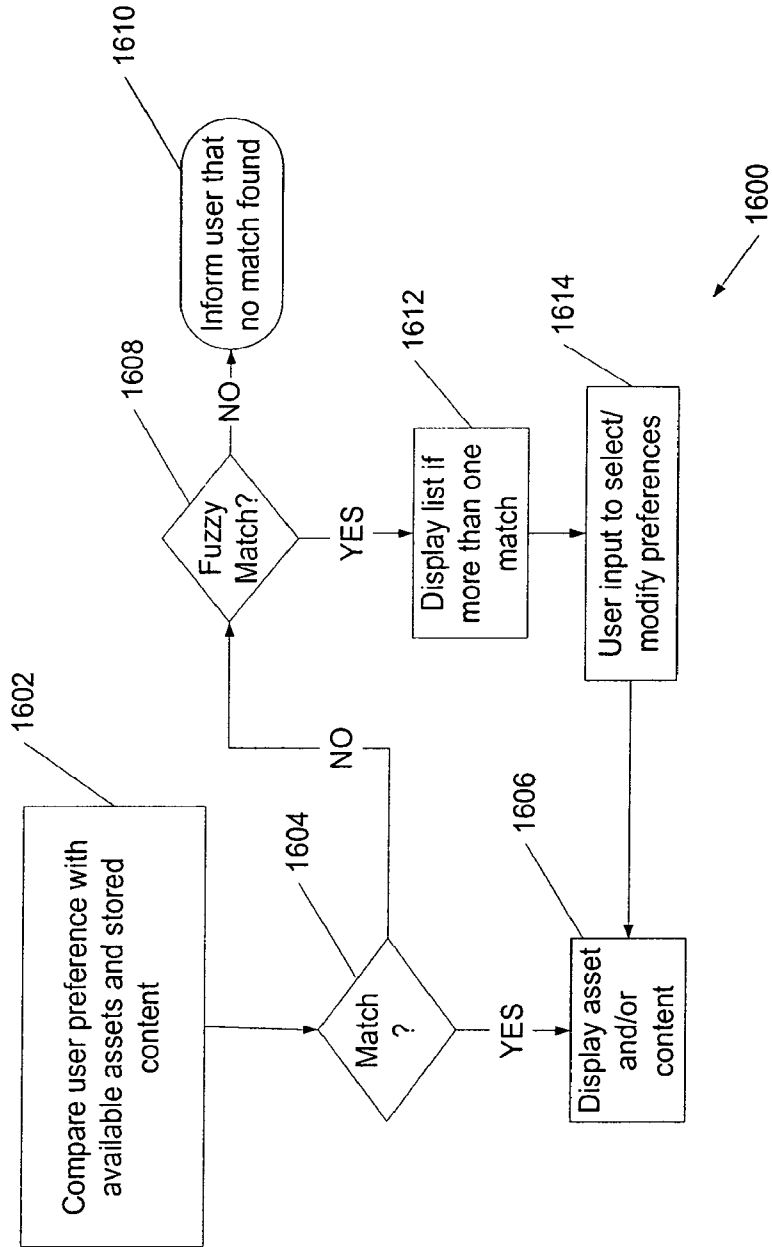 1602
Compare user preference with
available assets and stored
content
1604
Match
?
NO
YES
1606
Display asset
and/or
content
1608
Fuzzy
Match?
NO
1610
Inform user that
no match found
YES
1612
Display list if
more than one
match
1614
User input to select/
modify preferences
1600